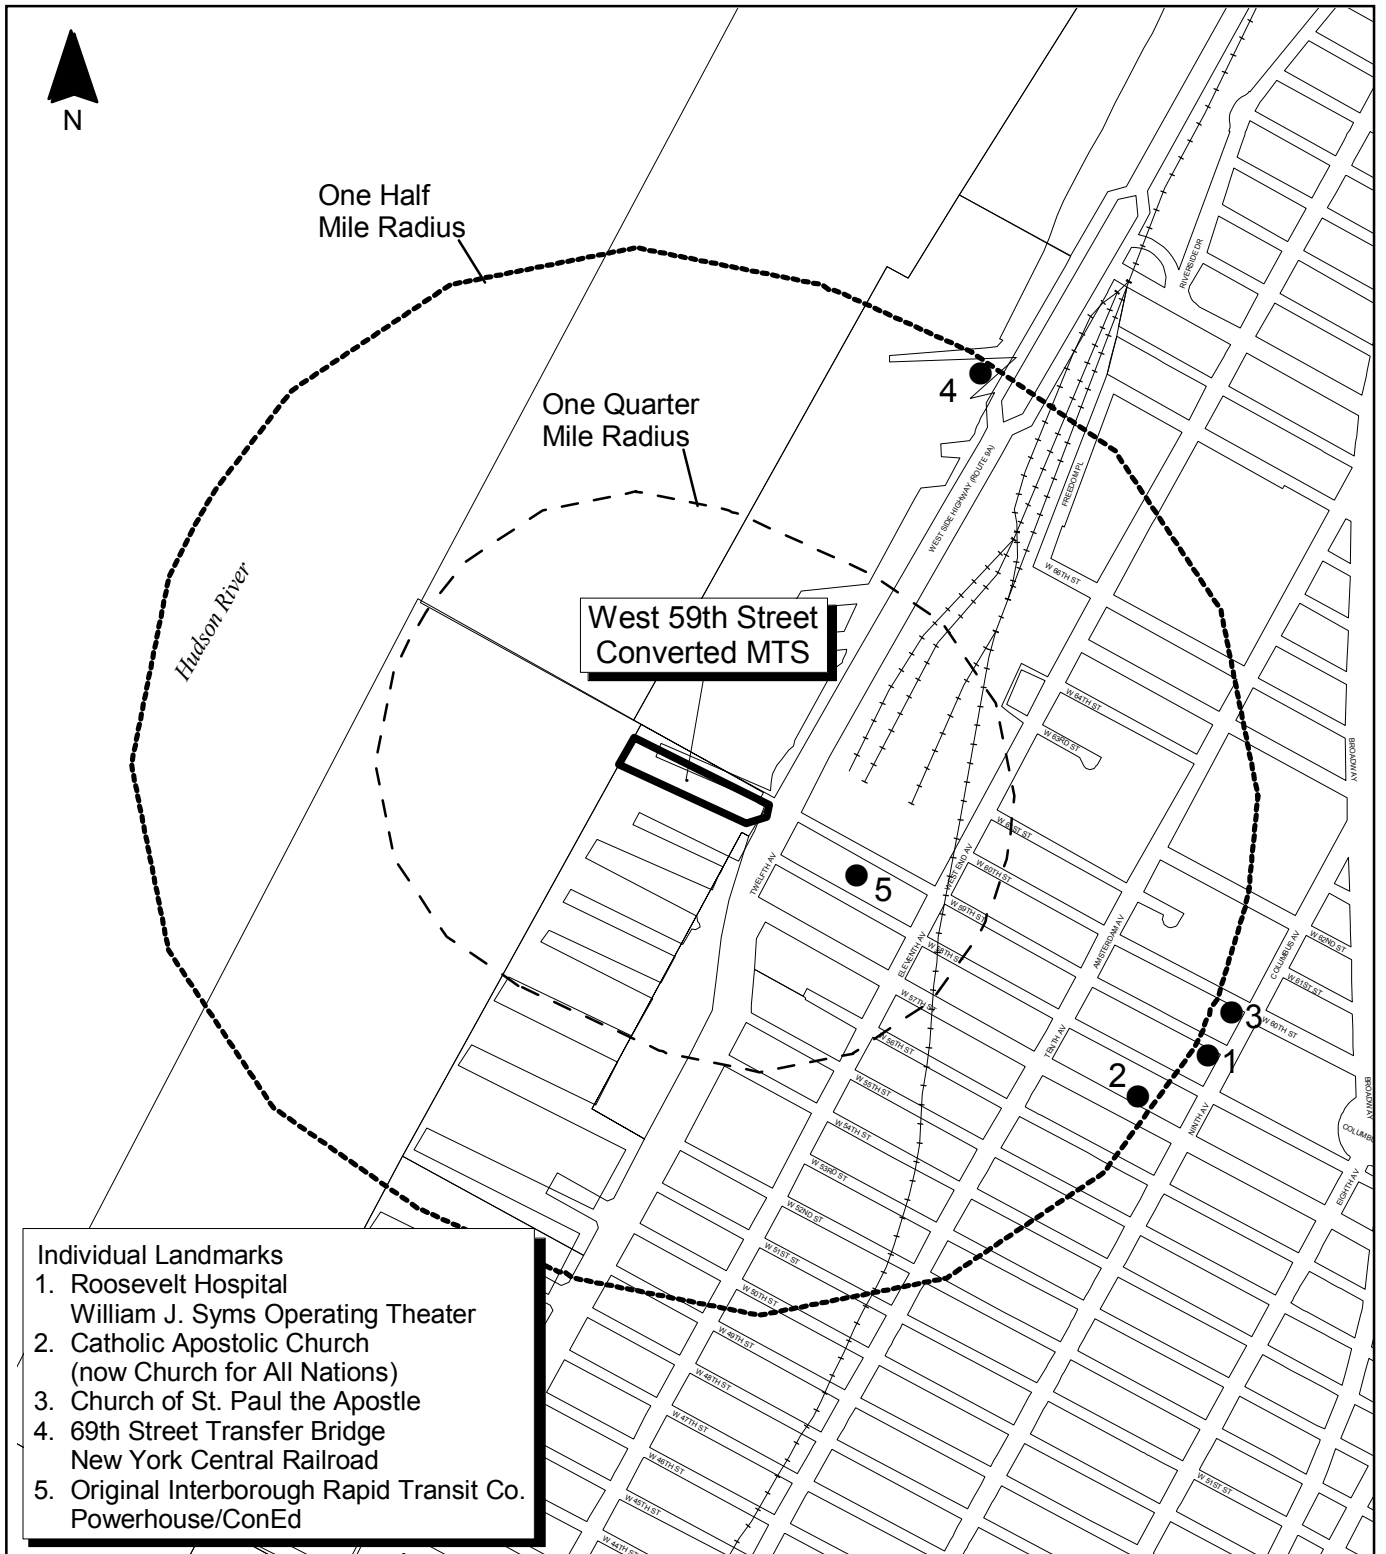 N
One Half
Mile Radius
One Quarter
Mile Radius
Hudson River
West 59th Street
Converted MTS
RIVERSIDE DR
WEST SIDE HIGHWAY (ROUTE 9A)
FREEDOM PL
W 66TH ST
W 64TH ST
W 63RD ST
BROADWAY
W 61ST ST
W 60TH ST
W 59TH ST
W 58TH ST
W 57TH ST
W 56TH ST
W 55TH ST
W 54TH ST
W 53RD ST
W 52ND ST
W 51ST ST
W 50TH ST
W 49TH ST
W 48TH ST
W 47TH ST
W 46TH ST
W 45TH ST
W 44TH ST
TWELFTH AV
WEST END AV
ELEVENTH AV
AMSTERDAM AV
TENTH AV
COLUMBUS AV
NINTH AV
W 62ND ST
W 61ST ST
W 60TH ST
BROADWAY
COLUMBU
EIGHTH AV
W 51ST ST
4
5
3
1
2
Individual Landmarks
1. Roosevelt Hospital
William J. Syms Operating Theater
2. Catholic Apostolic Church
(now Church for All Nations)
3. Church of St. Paul the Apostle
4. 69th Street Transfer Bridge
New York Central Railroad
5. Original Interborough Rapid Transit Co.
Powerhouse/ConEd